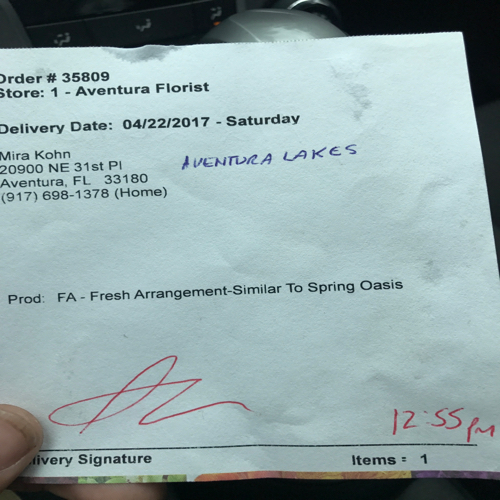 Order # 35809
Store: 1 - Aventura Florist
Delivery Date: 04/22/2017 - Saturday
Mira Kohn
20900 NE 31st Pl
Aventura, FL 33180
(917) 698-1378 (Home)
AVENTURA LAKES
Prod: FA - Fresh Arrangement-Similar To Spring Oasis
12:55 pm
livery Signature
Items = 1